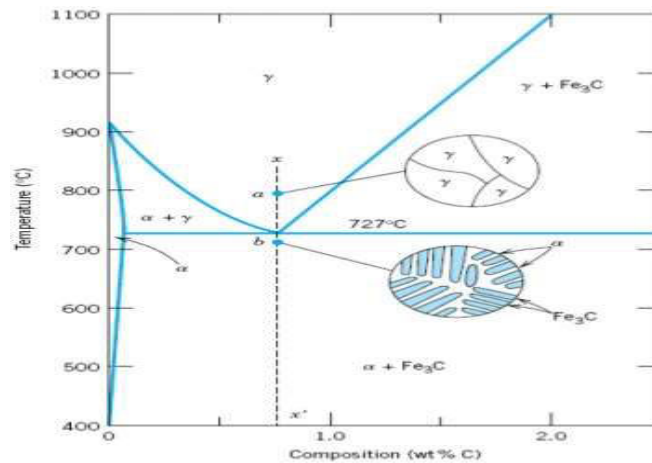 1100
1000
900
800
700
600
500
400
Temperature (°C)
γ
γ + Fe₃C
x
a
γ
γ
γ
γ
α + γ
727°C
b
α
α
Fe₃C
α + Fe₃C
x'
0
1.0
2.0
Composition (wt% C)